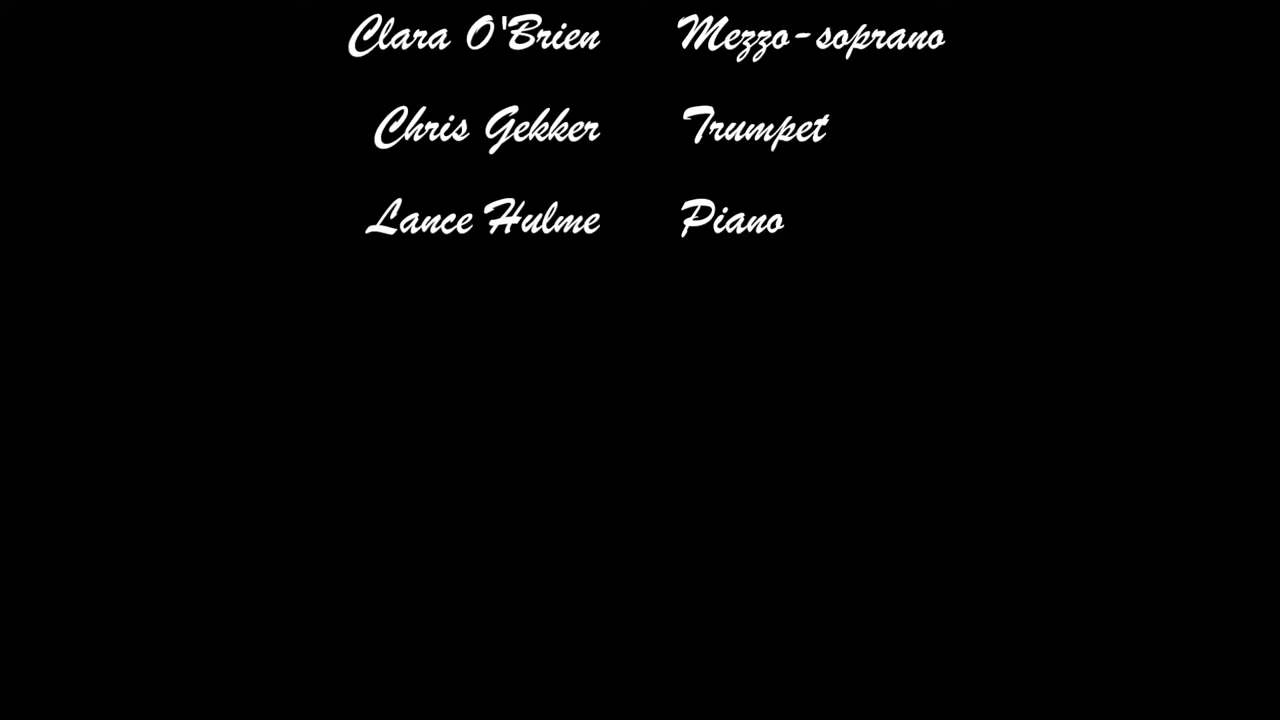 Clara O'Brien Mezzo-soprano
Chris Gekker Trumpet
Lance Hulme Piano